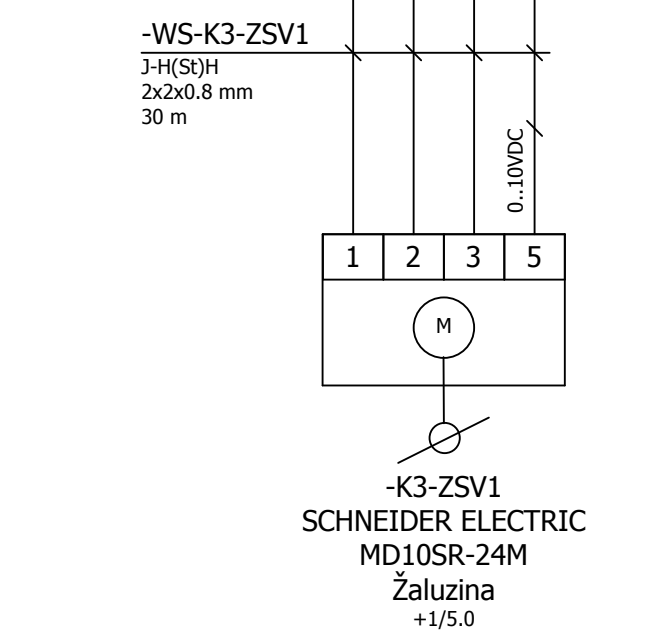 -WS-K3-ZSV1
J-H(St)H
2x2x0.8 mm
30 m
0..10VDC
1 2 3 5
M
-K3-ZSV1
SCHNEIDER ELECTRIC
MD10SR-24M
Žaluzina
+1/5.0